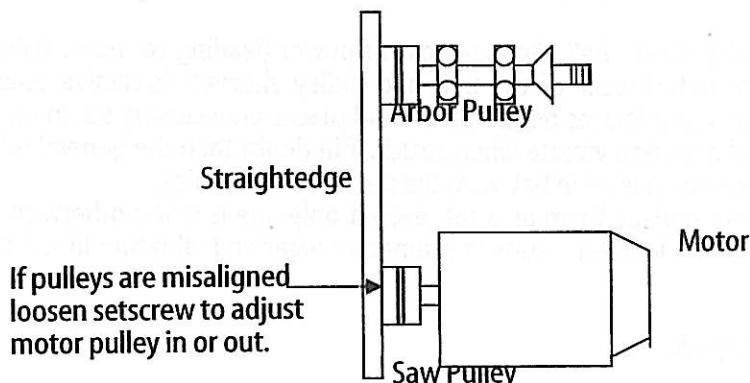 Arbor Pulley
Straightedge
Motor
If pulleys are misaligned
loosen setscrew to adjust
motor pulley in or out.
Saw Pulley